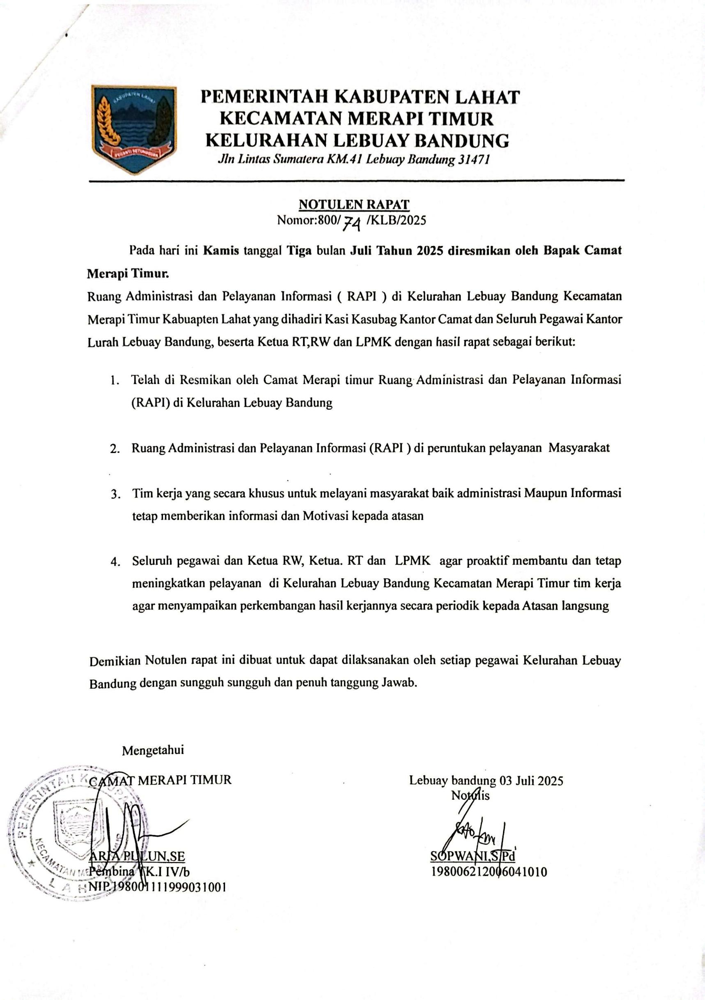 KABUPATEN LAHAT
SEGANTI SETUNGGUAN
PEMERINTAH KABUPATEN LAHAT
KECAMATAN MERAPI TIMUR
KELURAHAN LEBUAY BANDUNG
Jln Lintas Sumatera KM.41 Lebuay Bandung 31471
NOTULEN RAPAT
Nomor:800/ 74 /KLB/2025
Pada hari ini Kamis tanggal Tiga bulan Juli Tahun 2025 diresmikan oleh Bapak Camat
Merapi Timur.
Ruang Administrasi dan Pelayanan Informasi ( RAPI ) di Kelurahan Lebuay Bandung Kecamatan
Merapi Timur Kabuapten Lahat yang dihadiri Kasi Kasubag Kantor Camat dan Seluruh Pegawai Kantor
Lurah Lebuay Bandung, beserta Ketua RT,RW dan LPMK dengan hasil rapat sebagai berikut:
1. Telah di Resmikan oleh Camat Merapi timur Ruang Administrasi dan Pelayanan Informasi
(RAPI) di Kelurahan Lebuay Bandung
2. Ruang Administrasi dan Pelayanan Informasi (RAPI ) di peruntukan pelayanan Masyarakat
3. Tim kerja yang secara khusus untuk melayani masyarakat baik administrasi Maupun Informasi
tetap memberikan informasi dan Motivasi kepada atasan
4. Seluruh pegawai dan Ketua RW, Ketua. RT dan LPMK agar proaktif membantu dan tetap
meningkatkan pelayanan di Kelurahan Lebuay Bandung Kecamatan Merapi Timur tim kerja
agar menyampaikan perkembangan hasil kerjannya secara periodik kepada Atasan langsung
Demikian Notulen rapat ini dibuat untuk dapat dilaksanakan oleh setiap pegawai Kelurahan Lebuay
Bandung dengan sungguh sungguh dan penuh tanggung Jawab.
Mengetahui
CAMAT MERAPI TIMUR
PEMERINTAH KABUPATEN
KECAMATAN MERAPI TIMUR
LAHAT
ARJA PULUN,SE
Pembina TK.I IV/b
NIP.198001111999031001
Lebuay bandung 03 Juli 2025
Notulis
SOPWANI,S.Pd
198006212006041010